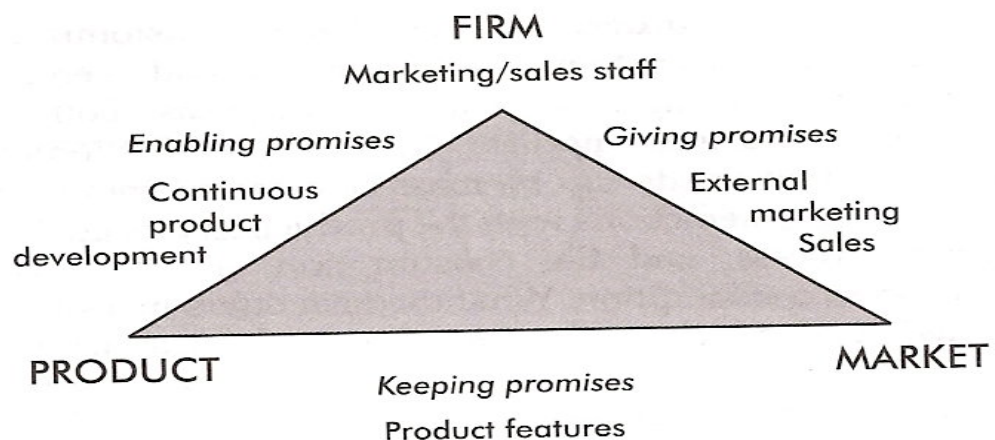 FIRM
Marketing/sales staff
Enabling promises
Giving promises
Continuous
product
development
External
marketing
Sales
PRODUCT
MARKET
Keeping promises
Product features